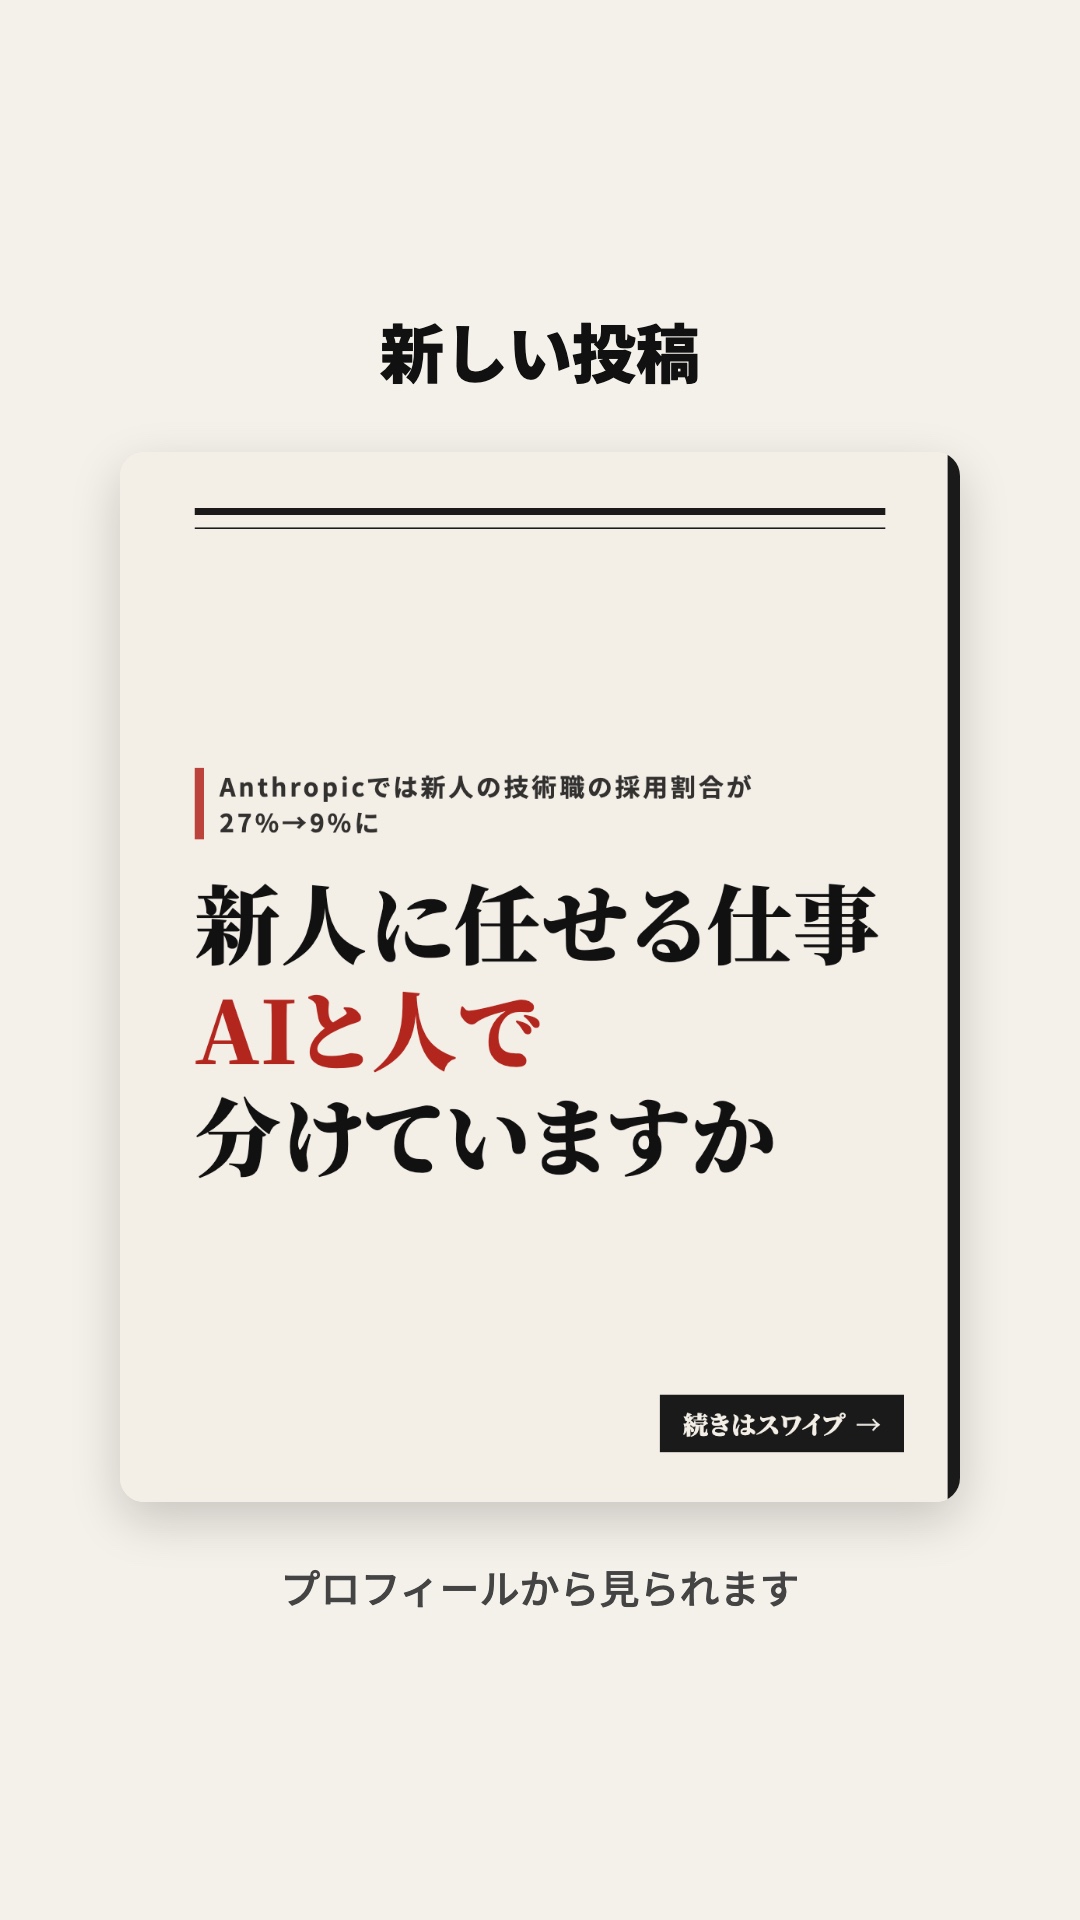 新しい投稿
Anthropicでは新人の技術職の採用割合が
27%→9%に
新人に任せる仕事
AIと人で
分けていますか
続きはスワイプ →
プロフィールから見られます